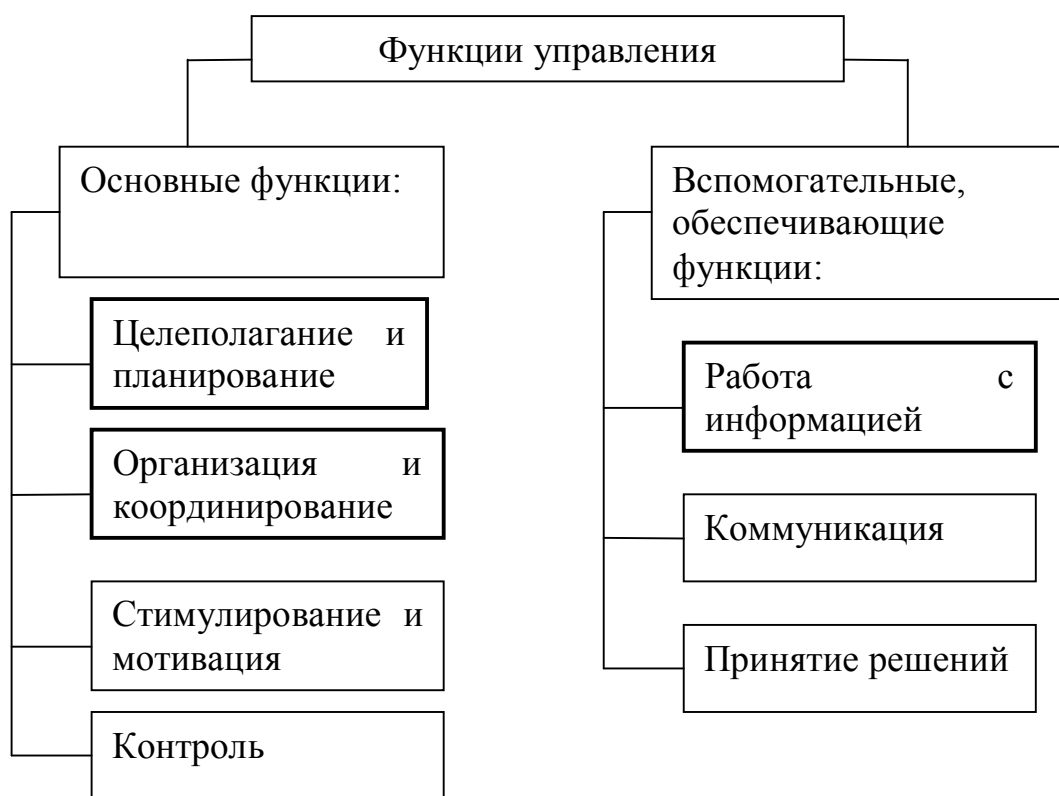 Функции управления
Основные функции:
Целеполагание и
планирование
Организация и
координирование
Стимулирование и
мотивация
Контроль
Вспомогательные,
обеспечивающие
функции:
Работа с
информацией
Коммуникация
Принятие решений